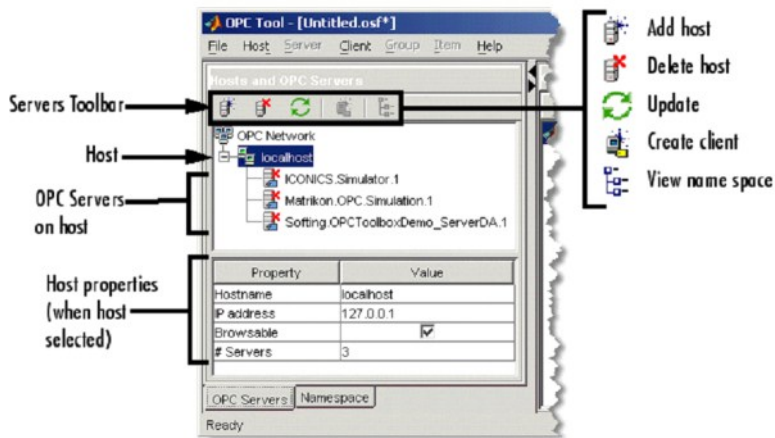 OPC Tool - [Untitled.osf*]
File Host Server Client Group Item Help
Hosts and OPC Servers
Servers Toolbar
OPC Network
Host
localhost
ICONICS.Simulator.1
OPC Servers
on host
Matrikon.OPC.Simulation.1
Softing.OPCToolboxDemo_ServerDA.1
Host properties
(when host
selected)
Property Value
Hostname localhost
IP address 127.0.0.1
Browsable
# Servers 3
OPC Servers Namespace
Ready
Add host
Delete host
Update
Create client
View name space